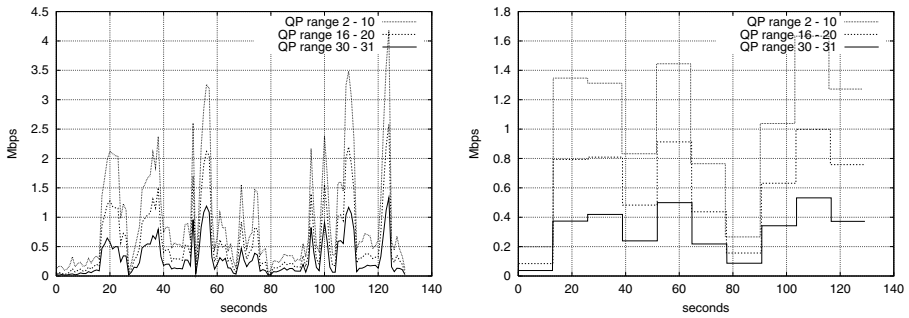 4.5
4
3.5
3
2.5
2
1.5
1
0.5
0
0 20 40 60 80 100 120 140
Mbps
seconds
QP range 2 - 10
QP range 16 - 20
QP range 30 - 31
1.8
1.6
1.4
1.2
1
0.8
0.6
0.4
0.2
0
0 20 40 60 80 100 120 140
Mbps
seconds
QP range 2 - 10
QP range 16 - 20
QP range 30 - 31